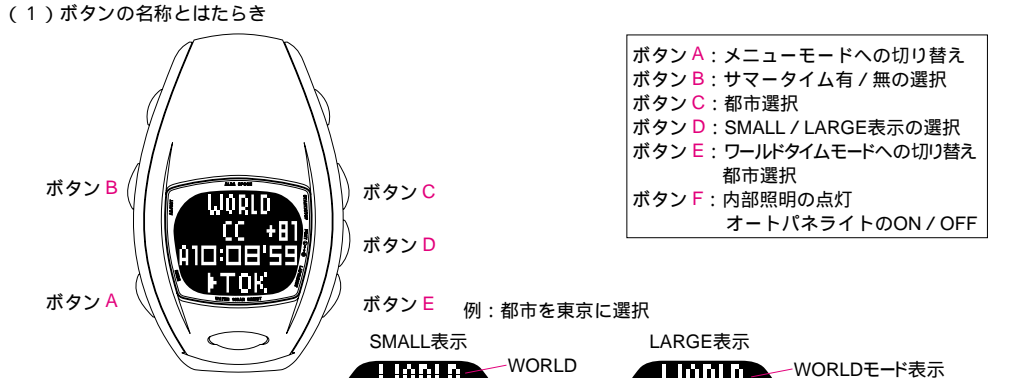 (1)ボタンの名称とはたらき
ボタンA:メニューモードへの切り替え
ボタンB:サマータイム有/無の選択
ボタンC:都市選択
ボタンD:SMALL/LARGE表示の選択
ボタンE:ワールドタイムモードへの切り替え
都市選択
ボタンF:内部照明の点灯
オートパネライトのON/OFF
ボタンB
ボタンC
WORLD
CC +81
A10:08'59
▶TOK
ボタンD
ボタンA
ボタンE
例:都市を東京に選択
SMALL表示
LARGE表示
WORLD
WORLD
WORLD
WORLDモード表示